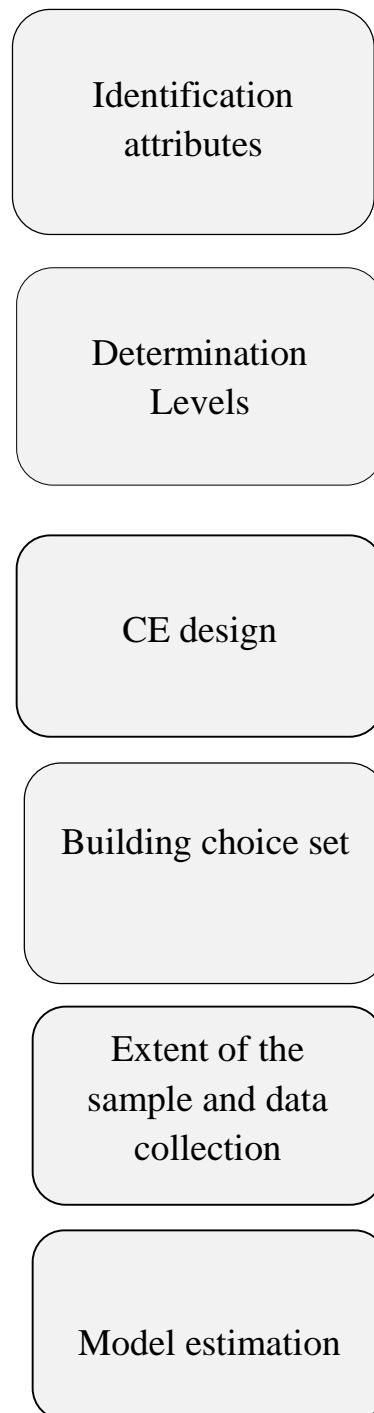 Identification
attributes
Determination
Levels
CE design
Building choice set
Extent of the
sample and data
collection
Model estimation